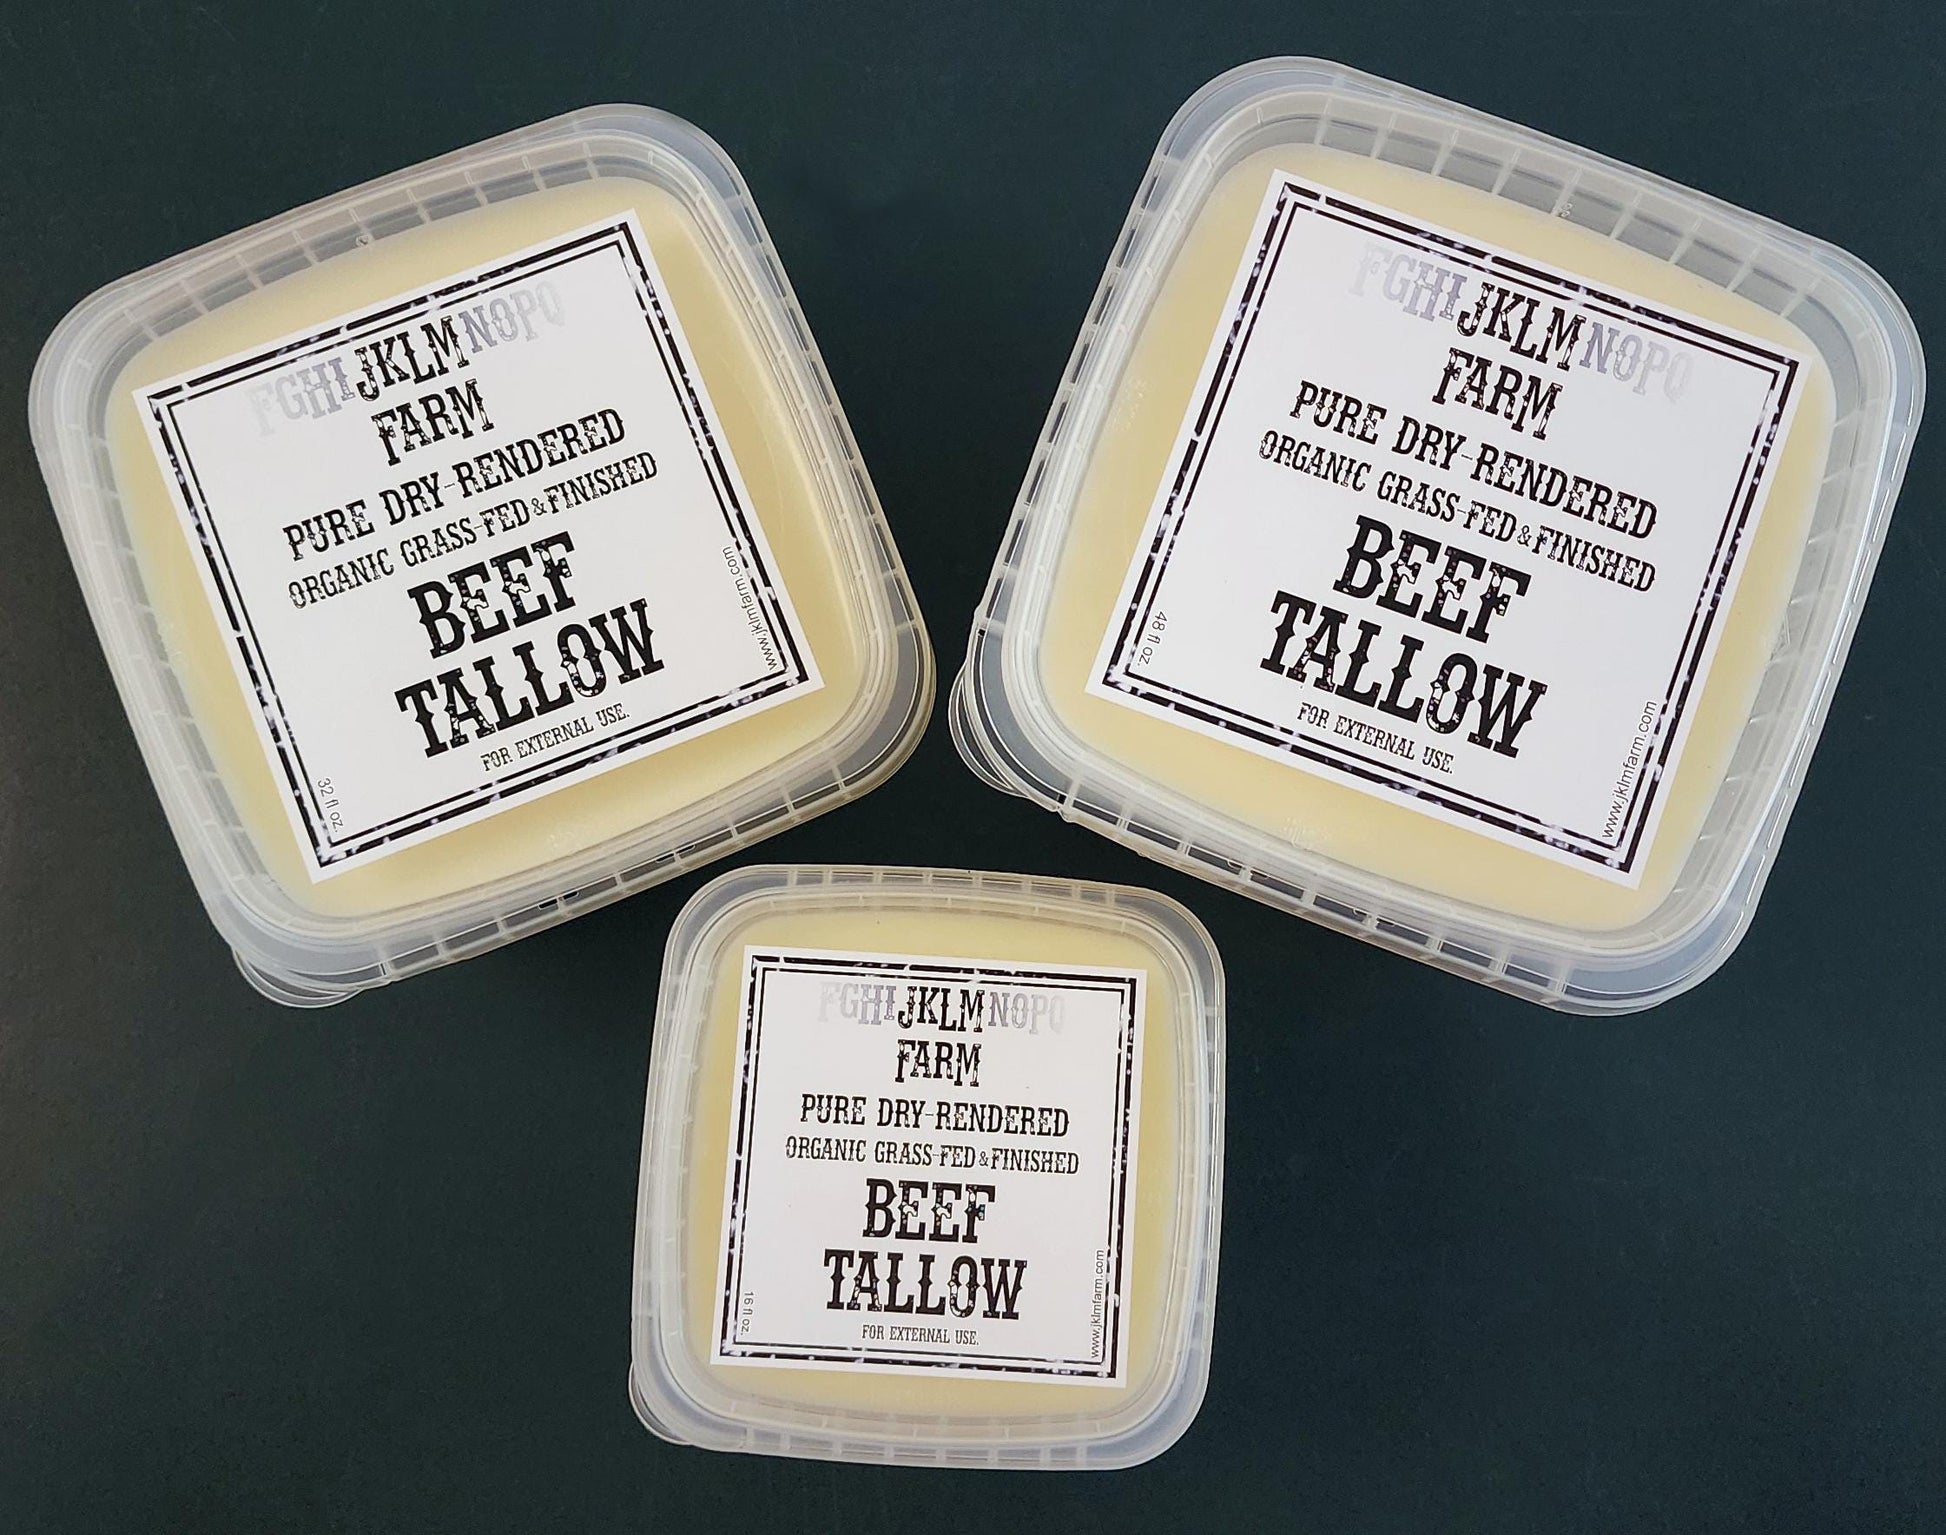 FGHIJKLMNOPQ
FARM
PURE DRY-RENDERED
ORGANIC GRASS-FED & FINISHED
BEEF
TALLOW
FOR EXTERNAL USE.
32 fl oz.
www.jklmfarm.com
FGHIJKLMNOPQ
FARM
PURE DRY-RENDERED
ORGANIC GRASS-FED & FINISHED
BEEF
TALLOW
FOR EXTERNAL USE.
48 fl oz.
www.jklmfarm.com
FGHIJKLMNOPQ
FARM
PURE DRY-RENDERED
ORGANIC GRASS-FED & FINISHED
BEEF
TALLOW
FOR EXTERNAL USE.
16 fl oz.
www.jklmfarm.com